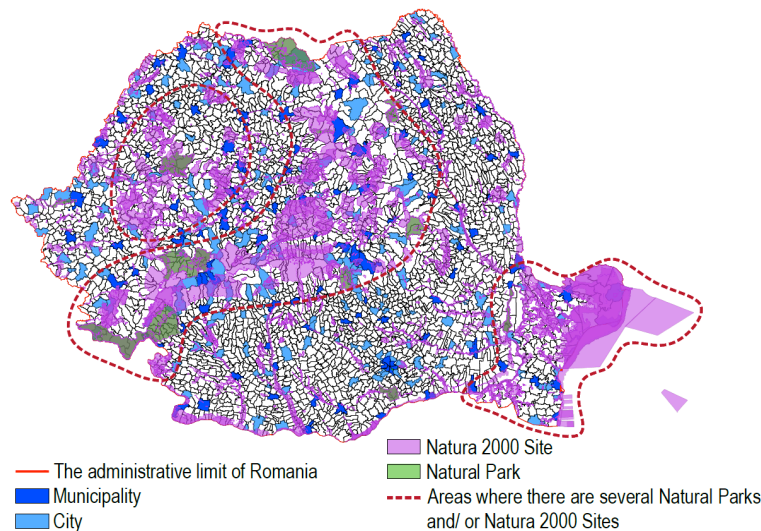 The administrative limit of Romania
Municipality
City
Natura 2000 Site
Natural Park
Areas where there are several Natural Parks
and/ or Natura 2000 Sites